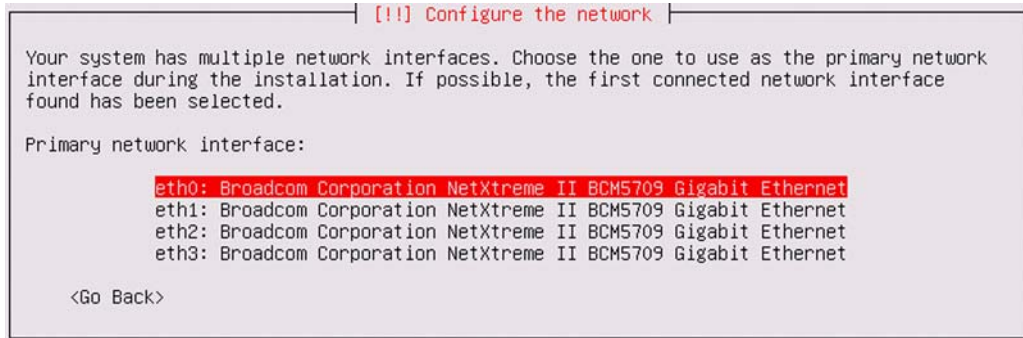 [!!] Configure the network
Your system has multiple network interfaces. Choose the one to use as the primary network
interface during the installation. If possible, the first connected network interface
found has been selected.
Primary network interface:
eth0: Broadcom Corporation NetXtreme II BCM5709 Gigabit Ethernet
eth1: Broadcom Corporation NetXtreme II BCM5709 Gigabit Ethernet
eth2: Broadcom Corporation NetXtreme II BCM5709 Gigabit Ethernet
eth3: Broadcom Corporation NetXtreme II BCM5709 Gigabit Ethernet
<Go Back>